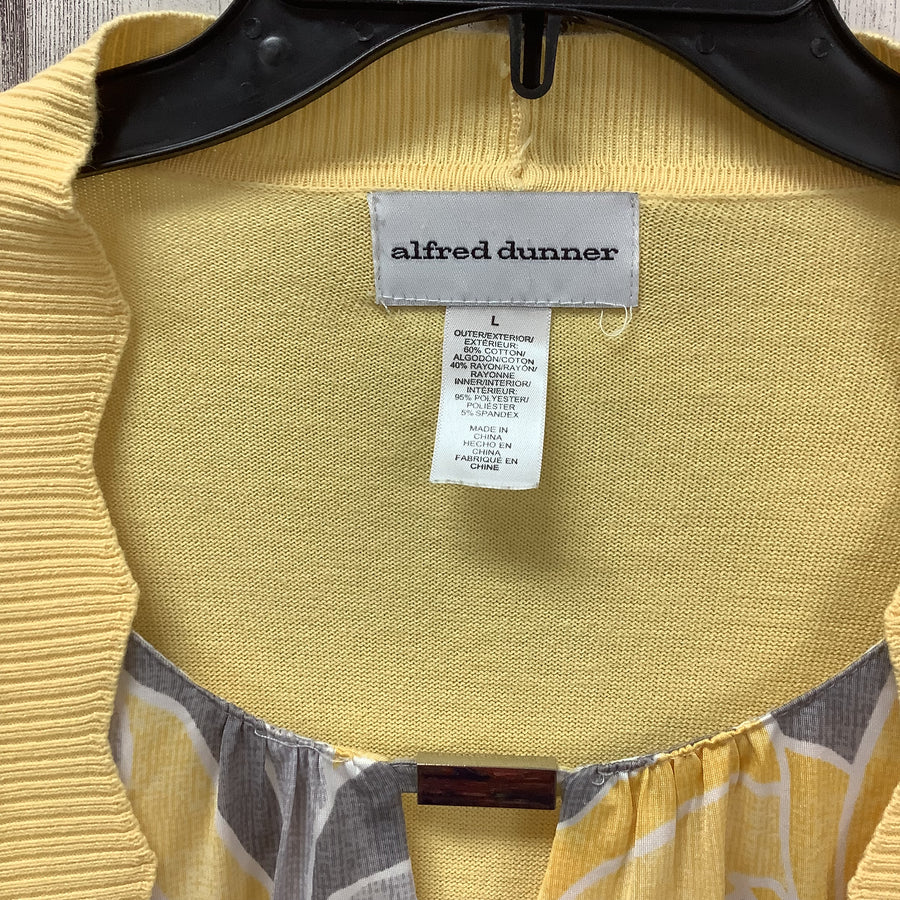 alfred dunner
L
OUTER/EXTERIOR/
EXTÉRIEUR:
60% COTTON/
ALGODÓN/COTON
40% RAYON/RAYÓN/
RAYONNE
INNER/INTERIOR/
INTÉRIEUR:
95% POLYESTER/
POLIÉSTER
5% SPANDEX
MADE IN
CHINA
HECHO EN
CHINA
FABRIQUÉ EN
CHINE